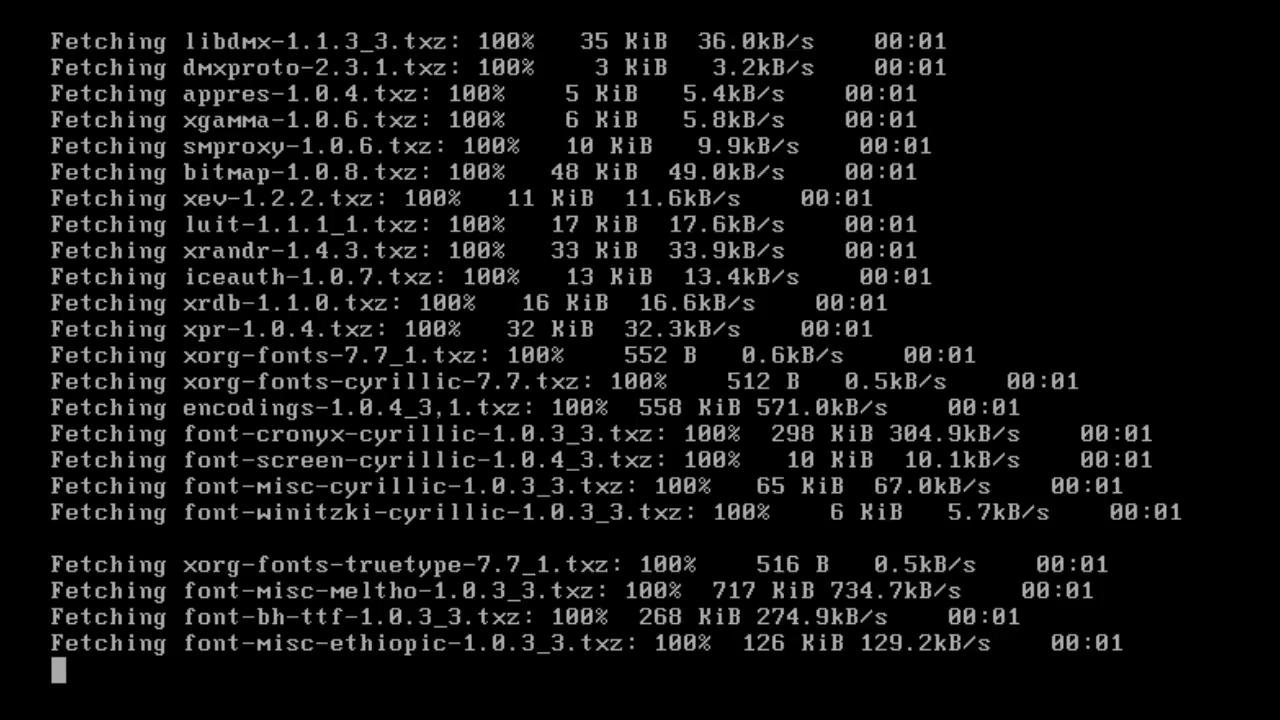 Fetching libdmx-1.1.3_3.txz: 100%   35 KiB  36.0kB/s    00:01
Fetching dmxproto-2.3.1.txz: 100%    3 KiB   3.2kB/s    00:01
Fetching appres-1.0.4.txz: 100%    5 KiB   5.4kB/s    00:01
Fetching xgamma-1.0.6.txz: 100%    6 KiB   5.8kB/s    00:01
Fetching smproxy-1.0.6.txz: 100%   10 KiB   9.9kB/s    00:01
Fetching bitmap-1.0.8.txz: 100%   48 KiB  49.0kB/s    00:01
Fetching xev-1.2.2.txz: 100%   11 KiB  11.6kB/s    00:01
Fetching luit-1.1.1_1.txz: 100%   17 KiB  17.6kB/s    00:01
Fetching xrandr-1.4.3.txz: 100%   33 KiB  33.9kB/s    00:01
Fetching iceauth-1.0.7.txz: 100%   13 KiB  13.4kB/s    00:01
Fetching xrdb-1.1.0.txz: 100%   16 KiB  16.6kB/s    00:01
Fetching xpr-1.0.4.txz: 100%   32 KiB  32.3kB/s    00:01
Fetching xorg-fonts-7.7_1.txz: 100%    552 B   0.6kB/s    00:01
Fetching xorg-fonts-cyrillic-7.7.txz: 100%    512 B   0.5kB/s    00:01
Fetching encodings-1.0.4_3,1.txz: 100%  558 KiB 571.0kB/s    00:01
Fetching font-cronyx-cyrillic-1.0.3_3.txz: 100%  298 KiB 304.9kB/s    00:01
Fetching font-screen-cyrillic-1.0.4_3.txz: 100%   10 KiB  10.1kB/s    00:01
Fetching font-misc-cyrillic-1.0.3_3.txz: 100%   65 KiB  67.0kB/s    00:01
Fetching font-winitzki-cyrillic-1.0.3_3.txz: 100%    6 KiB   5.7kB/s    00:01
Fetching xorg-fonts-truetype-7.7_1.txz: 100%    516 B   0.5kB/s    00:01
Fetching font-misc-meltho-1.0.3_3.txz: 100%  717 KiB 734.7kB/s    00:01
Fetching font-bh-ttf-1.0.3_3.txz: 100%  268 KiB 274.9kB/s    00:01
Fetching font-misc-ethiopic-1.0.3_3.txz: 100%  126 KiB 129.2kB/s    00:01